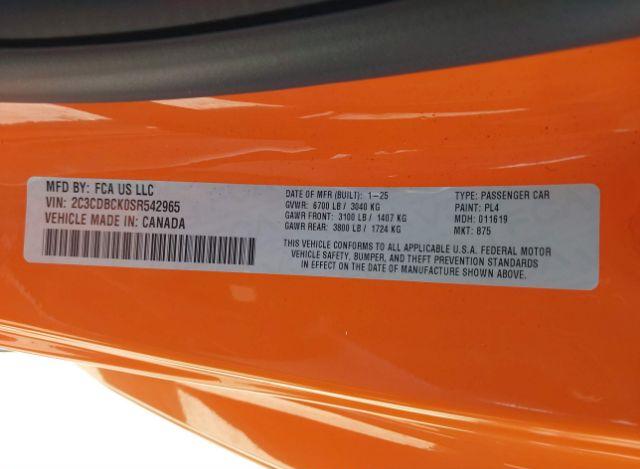 MFD BY: FCA US LLC
VIN: 2C3CDBCK0SR542965
VEHICLE MADE IN: CANADA
DATE OF MFR (BUILT): 1-25
GVWR: 6700 LB / 3040 KG
GAWR FRONT: 3100 LB / 1407 KG
GAWR REAR: 3800 LB / 1724 KG
THIS VEHICLE CONFORMS TO ALL APPLICABLE U.S.A. FEDERAL MOTOR
VEHICLE SAFETY, BUMPER, AND THEFT PREVENTION STANDARDS
IN EFFECT ON THE DATE OF MANUFACTURE SHOWN ABOVE.
TYPE: PASSENGER CAR
PAINT: PL4
MDH: 011619
MKT: 875